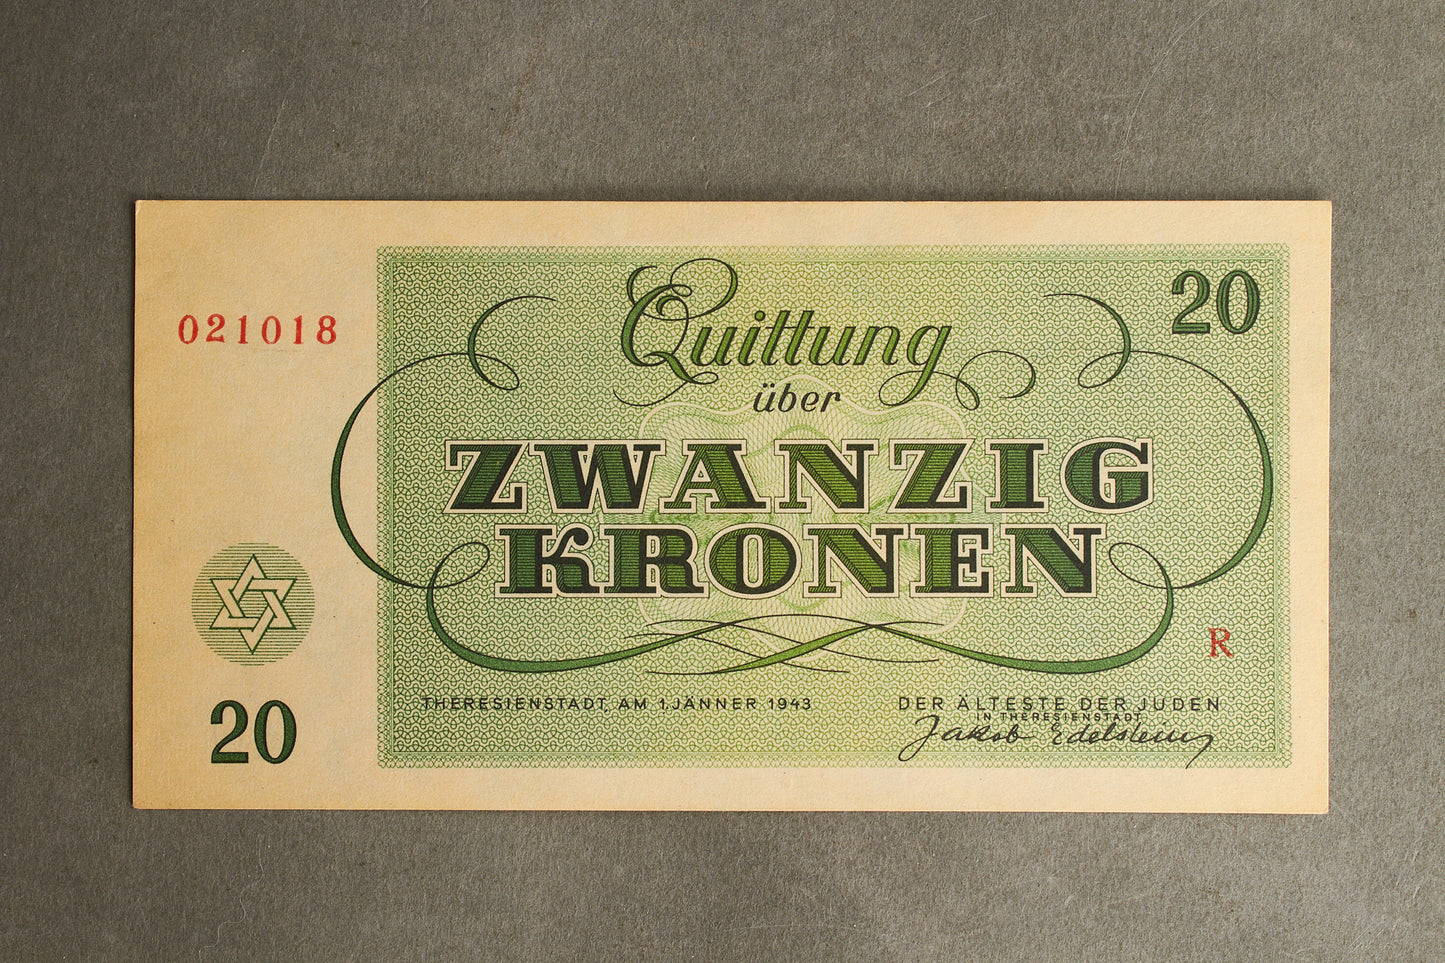 021018
20
Quittung
über
ZWANZIG
KRONEN
R
THERESIENSTADT, AM 1. JÄNNER 1943
DER ÄLTESTE DER JUDEN
IN THERESIENSTADT
Jakob Edelstein
20